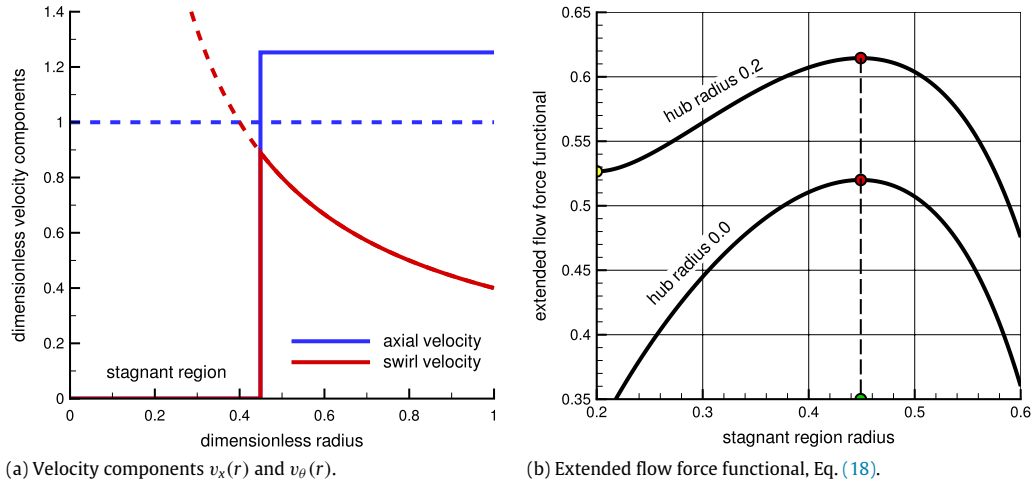 1.4
1.2
1
0.8
0.6
0.4
0.2
0
dimensionless velocity components
axial velocity
swirl velocity
stagnant region
0 0.2 0.4 0.6 0.8 1
dimensionless radius
(a) Velocity components vₓ(r) and v_θ(r).
0.65
0.6
0.55
0.5
0.45
0.4
0.35
extended flow force functional
hub radius 0.2
hub radius 0.0
0.2 0.3 0.4 0.5 0.6
stagnant region radius
(b) Extended flow force functional, Eq. (18).